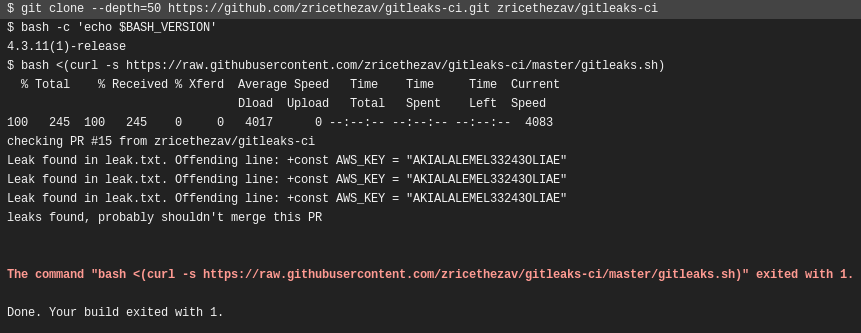 $ git clone --depth=50 https://github.com/zricethezav/gitleaks-ci.git zricethezav/gitleaks-ci
$ bash -c 'echo $BASH_VERSION'
4.3.11(1)-release
$ bash <(curl -s https://raw.githubusercontent.com/zricethezav/gitleaks-ci/master/gitleaks.sh)
% Total % Received % Xferd Average Speed Time Time Time Current
Dload Upload Total Spent Left Speed
100 245 100 245 0 0 4017 0 --:--:-- --:--:-- --:--:-- 4083
checking PR #15 from zricethezav/gitleaks-ci
Leak found in leak.txt. Offending line: +const AWS_KEY = "AKIALALEMEL33243OLIAE"
Leak found in leak.txt. Offending line: +const AWS_KEY = "AKIALALEMEL33243OLIAE"
Leak found in leak.txt. Offending line: +const AWS_KEY = "AKIALALEMEL33243OLIAE"
leaks found, probably shouldn't merge this PR
The command "bash <(curl -s https://raw.githubusercontent.com/zricethezav/gitleaks-ci/master/gitleaks.sh)" exited with 1.
Done. Your build exited with 1.